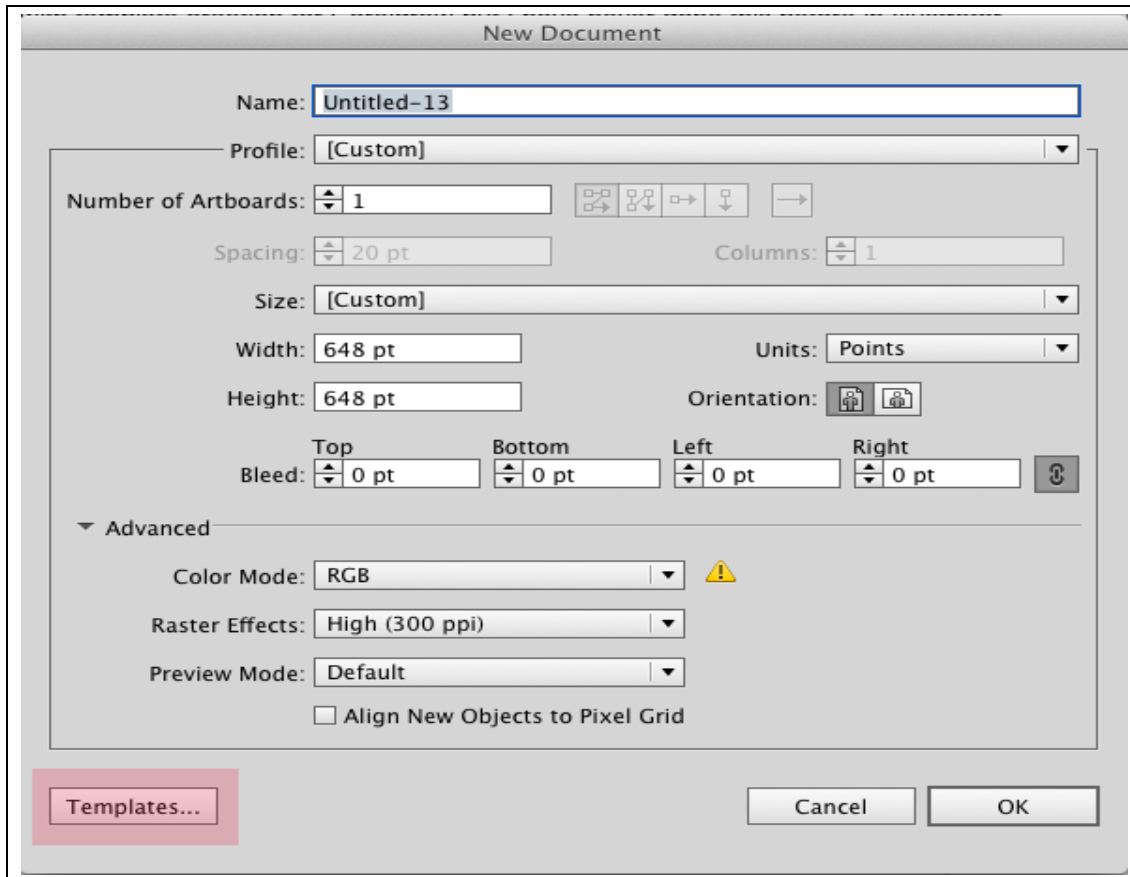 New Document
Name: Untitled-13
Profile: [Custom]
Number of Artboards: 1
Spacing: 20 pt Columns: 1
Size: [Custom]
Width: 648 pt Units: Points
Height: 648 pt Orientation:
Top Bottom Left Right
Bleed: 0 pt 0 pt 0 pt 0 pt
Advanced
Color Mode: RGB
Raster Effects: High (300 ppi)
Preview Mode: Default
Align New Objects to Pixel Grid
Templates... Cancel OK